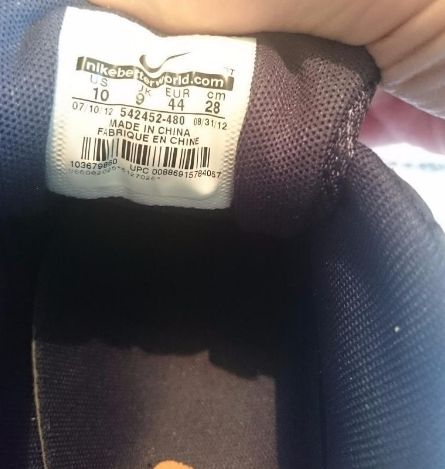 nikebetterworld.com
US UK EUR cm
10 9 44 28
07/10/12 542452-480 08/31/12
MADE IN CHINA
FABRIQUE EN CHINE
UPC 00886915784057